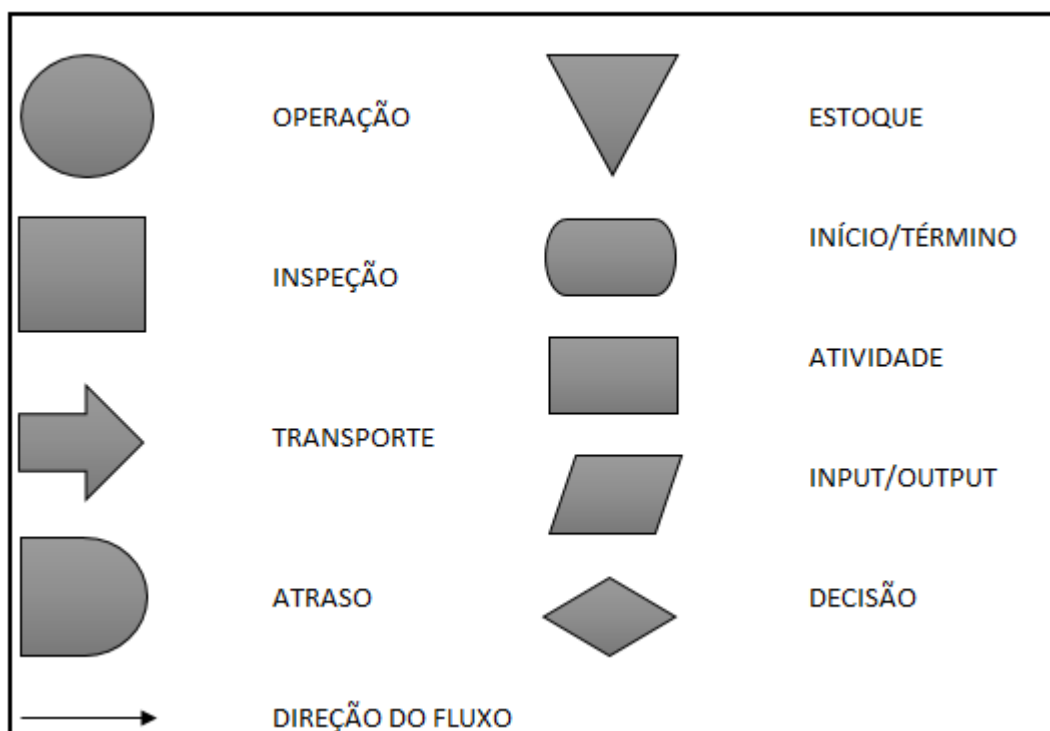 OPERAÇÃO
INSPEÇÃO
TRANSPORTE
ATRASO
DIREÇÃO DO FLUXO
ESTOQUE
INÍCIO/TÉRMINO
ATIVIDADE
INPUT/OUTPUT
DECISÃO